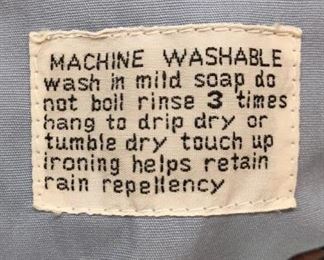 MACHINE WASHABLE
wash in mild soap do
not boil rinse 3 times
hang to drip dry or
tumble dry touch up
ironing helps retain
rain repellency